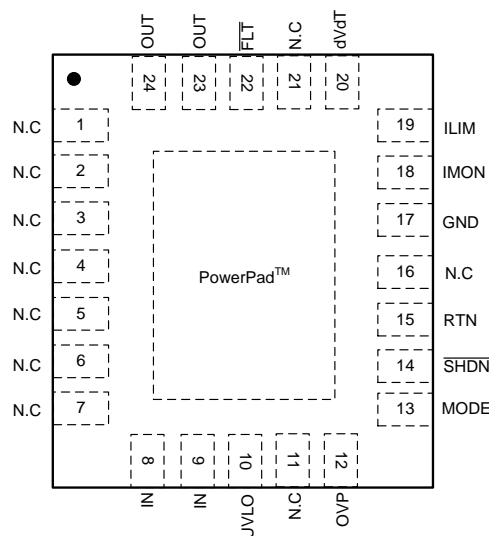 OUT OUT FLT N.C dVdT
24 23 22 21 20
N.C 1 19 ILIM
N.C 2 18 IMON
N.C 3 17 GND
N.C 4 16 N.C
N.C 5 15 RTN
N.C 6 14 SHDN
N.C 7 13 MODE
PowerPad™
8 9 10 11 12
IN IN UVLO N.C OVP